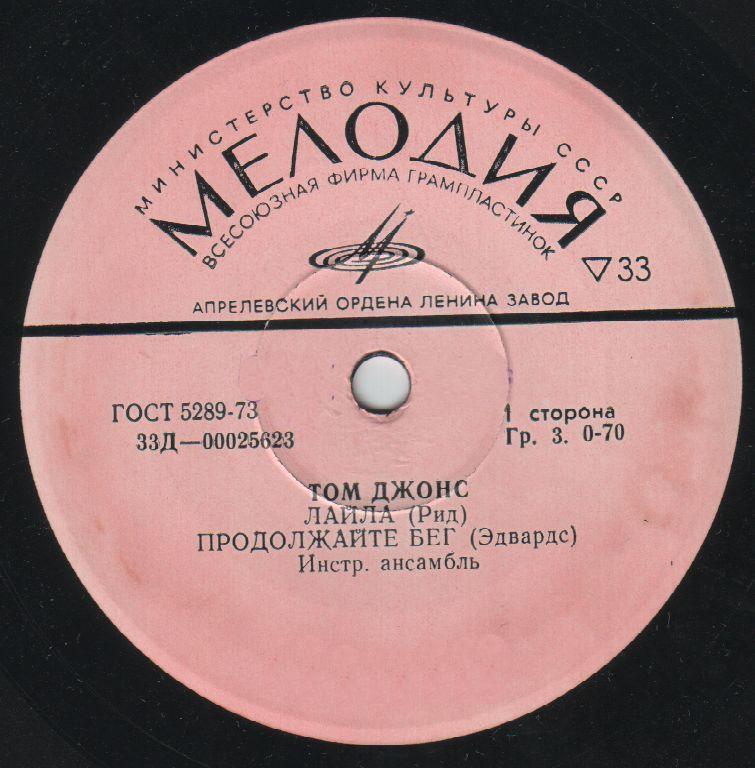 МИНИСТЕРСТВО КУЛЬТУРЫ СССР
МЕЛОДИЯ
ВСЕСОЮЗНАЯ ФИРМА ГРАМПЛАСТИНОК
▽33
АПРЕЛЕВСКИЙ ОРДЕНА ЛЕНИНА ЗАВОД
ГОСТ 5289-73
1 сторона
33Д—00025623
Гр. 3. 0-70
ТОМ ДЖОНС
ЛАЙЛА (Рид)
ПРОДОЛЖАЙТЕ БЕГ (Эдвардс)
Инстр. ансамбль